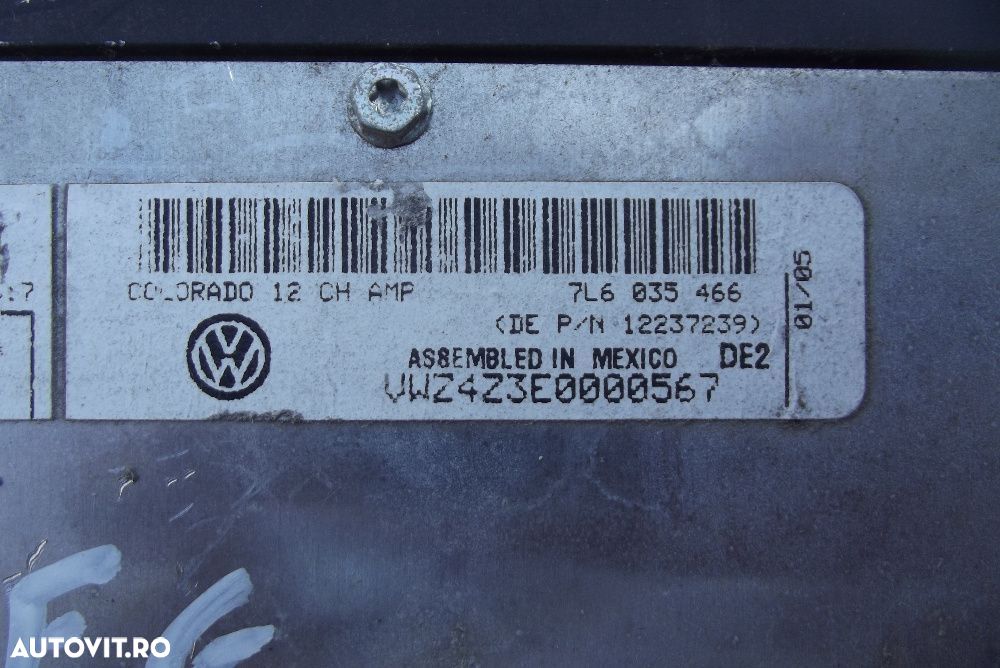 COLORADO 12 CH AMP 7L6 035 466
(DE P/N 12237239)
ASSEMBLED IN MEXICO DE2
VWZ4Z3E0000567
01/05
AUTOVIT.RO